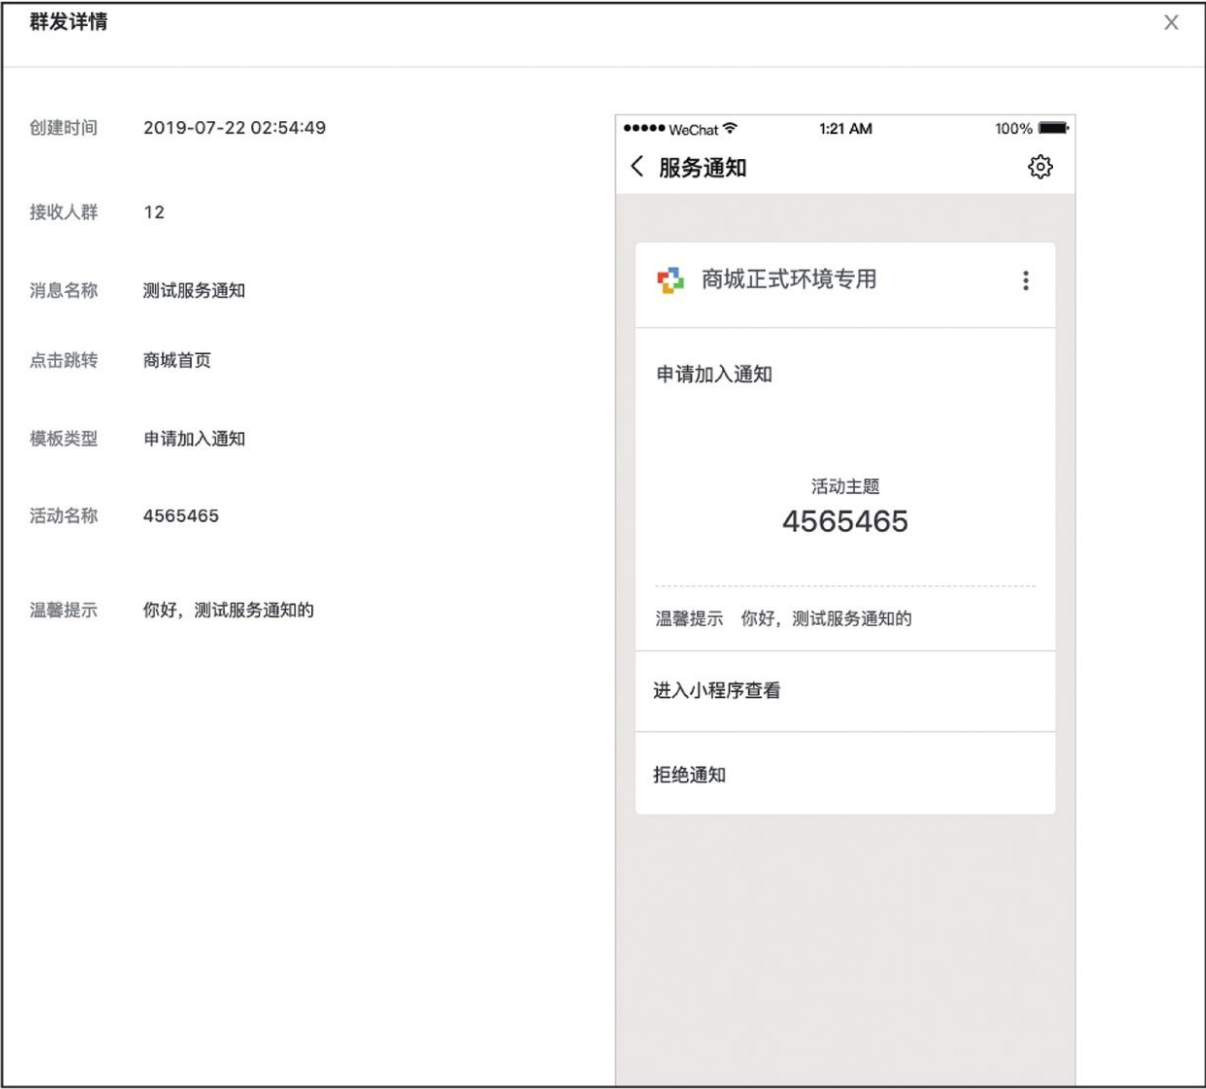 群发详情
X
创建时间 2019-07-22 02:54:49
接收人群 12
消息名称 测试服务通知
点击跳转 商城首页
模板类型 申请加入通知
活动名称 4565465
温馨提示 你好，测试服务通知的
WeChat 1:21 AM 100%
服务通知
商城正式环境专用
申请加入通知
活动主题
4565465
温馨提示 你好，测试服务通知的
进入小程序查看
拒绝通知